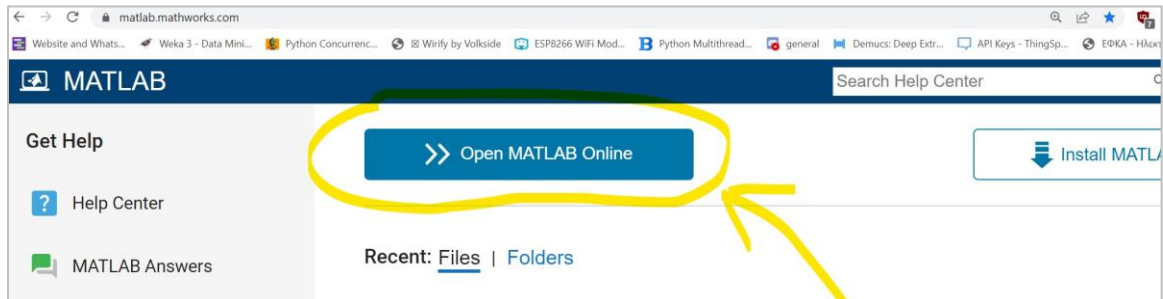 matlab.mathworks.com
Website and Whats... Weka 3 - Data Mini... Python Concurrenc... Wirify by Volkside ESP8266 WiFi Mod... Python Multithread... general Demucs: Deep Extr... API Keys - ThingSp... ΕΦΚΑ -
MATLAB Search Help Center
Get Help
Open MATLAB Online
Install
? Help Center
MATLAB Answers
Recent: Files | Folders